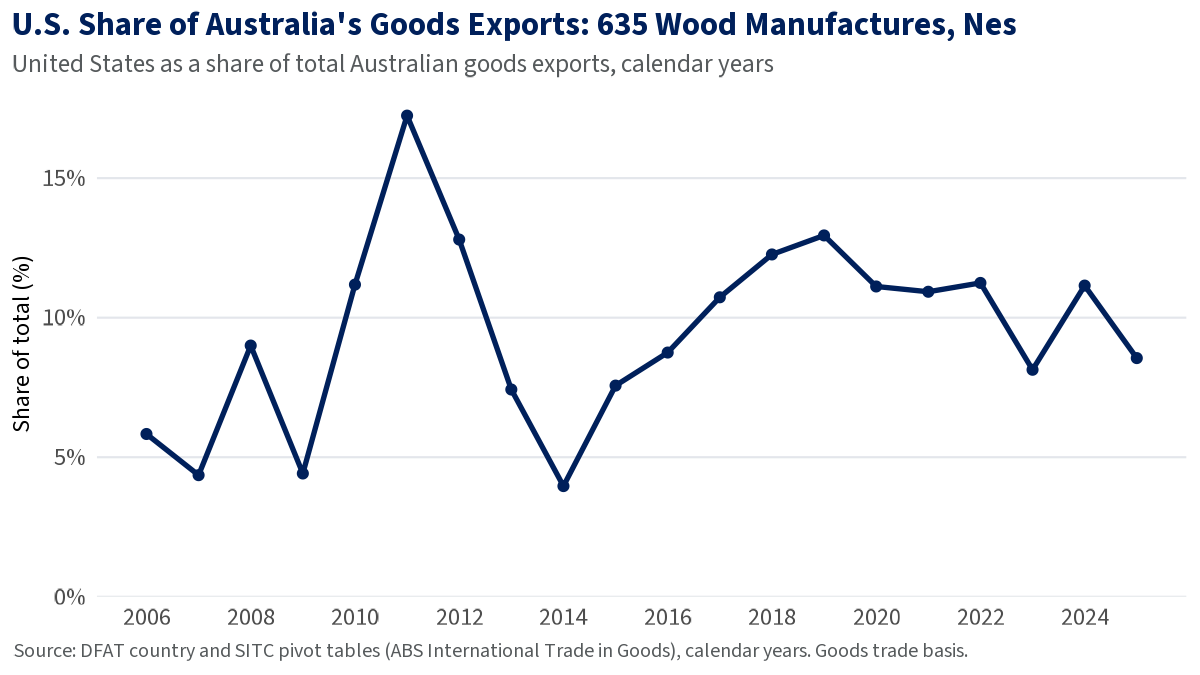 U.S. Share of Australia's Goods Exports: 635 Wood Manufactures, Nes
United States as a share of total Australian goods exports, calendar years
Share of total (%)
15%
10%
5%
0%
2006 2008 2010 2012 2014 2016 2018 2020 2022 2024
Source: DFAT country and SITC pivot tables (ABS International Trade in Goods), calendar years. Goods trade basis.